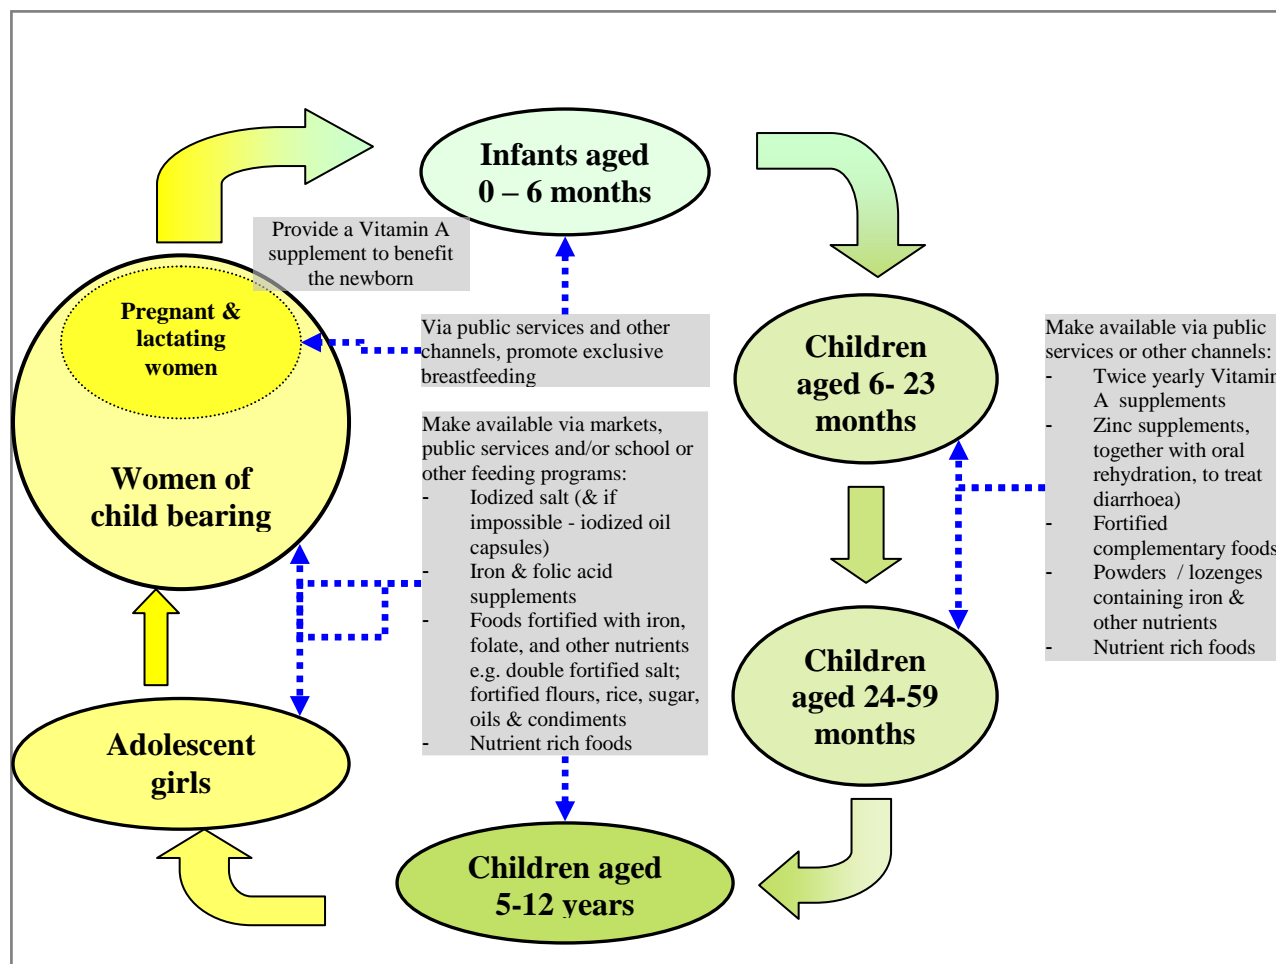 Infants aged
0 – 6 months
Provide a Vitamin A
supplement to benefit
the newborn
Pregnant &
lactating
women
Women of
child bearing
Via public services and other
channels, promote exclusive
breastfeeding
Children
aged 6- 23
months
Make available via public
services or other channels:
- Twice yearly Vitamin
A supplements
- Zinc supplements,
together with oral
rehydration, to treat
diarrhoea)
- Fortified
complementary foods
- Powders / lozenges
containing iron &
other nutrients
- Nutrient rich foods
Make available via markets,
public services and/or school or
other feeding programs:
- Iodized salt (& if
impossible - iodized oil
capsules)
- Iron & folic acid
supplements
- Foods fortified with iron,
folate, and other nutrients
e.g. double fortified salt;
fortified flours, rice, sugar,
oils & condiments
- Nutrient rich foods
Children
aged 24-59
months
Adolescent
girls
Children aged
5-12 years